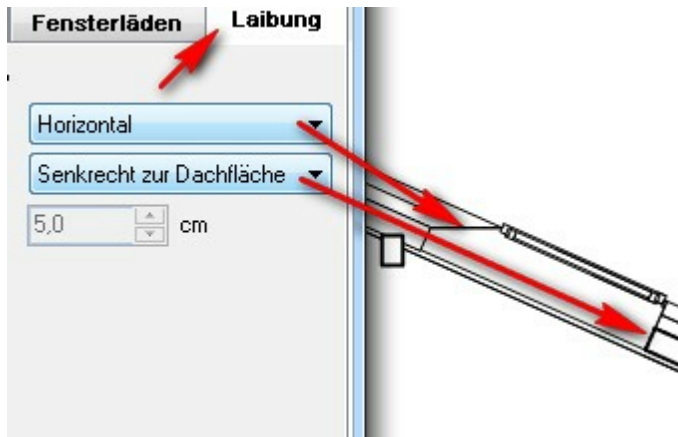 Fensterläden Laibung
Horizontal
Senkrecht zur Dachfläche
5,0 cm